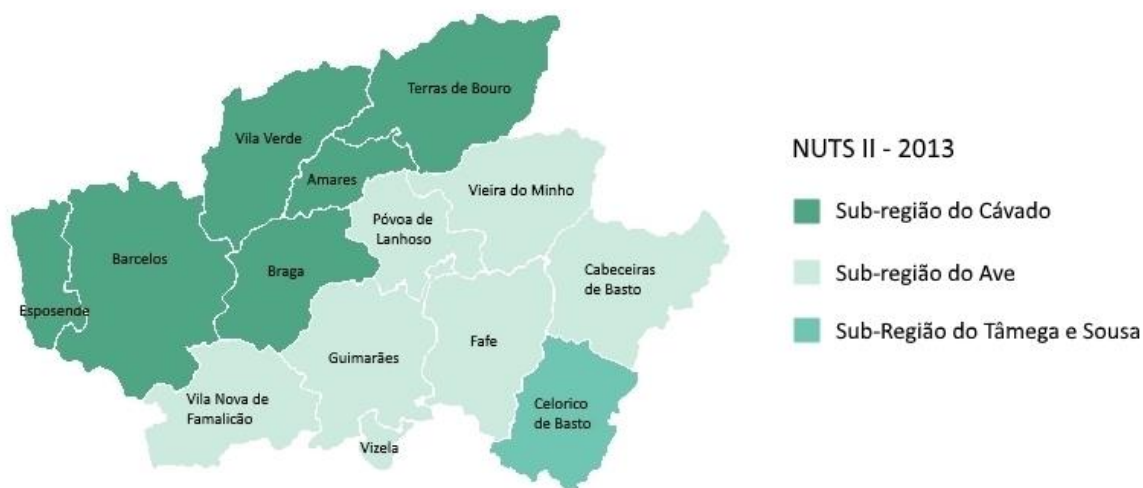 Terras de Bouro
Vila Verde
Amares
Vieira do Minho
Póvoa de
Lanhoso
Barcelos
Braga
Cabeceiras
de Basto
Esposende
Guimarães
Fafe
Vila Nova de
Famalicão
Celorico
de Basto
Vizela
NUTS II - 2013
Sub-região do Cávado
Sub-região do Ave
Sub-Região do Tâmega e Sousa